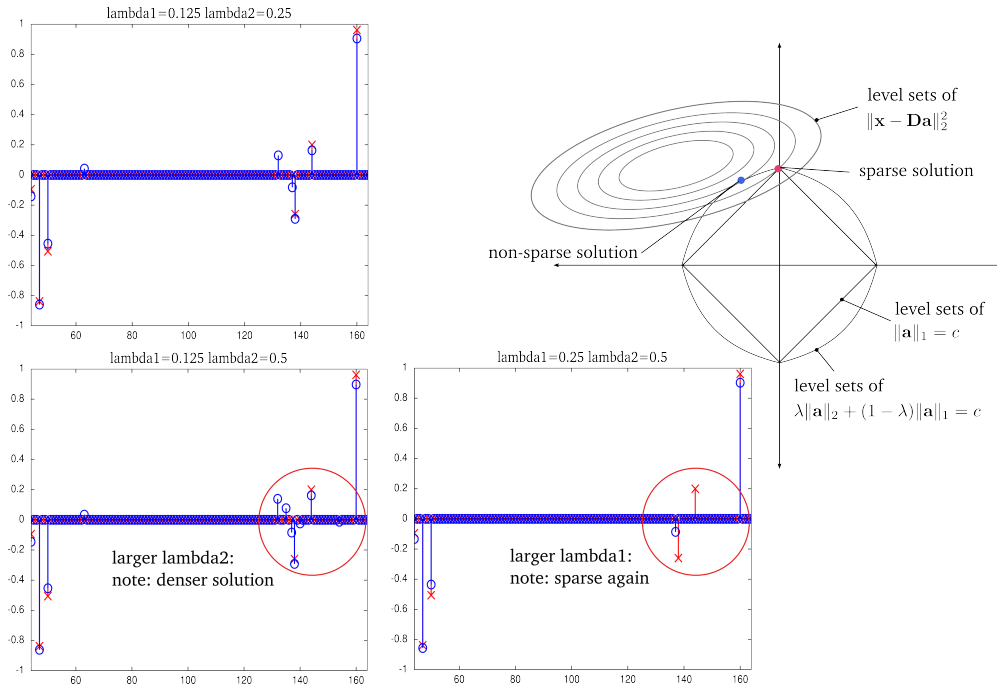 lambda1=0.125 lambda2=0.25
1
0.8
0.6
0.4
0.2
0
-0.2
-0.4
-0.6
-0.8
-1
60 80 100 120 140 160
level sets of
‖x − Da‖₂²
sparse solution
non-sparse solution
level sets of
‖a‖₁ = c
level sets of
λ‖a‖₂ + (1 − λ)‖a‖₁ = c
lambda1=0.125 lambda2=0.5
1
0.8
0.6
0.4
0.2
0
-0.2
-0.4
-0.6
-0.8
-1
60 80 100 120 140 160
larger lambda2:
note: denser solution
lambda1=0.25 lambda2=0.5
1
0.8
0.6
0.4
0.2
0
-0.2
-0.4
-0.6
-0.8
-1
60 80 100 120 140 160
larger lambda1:
note: sparse again